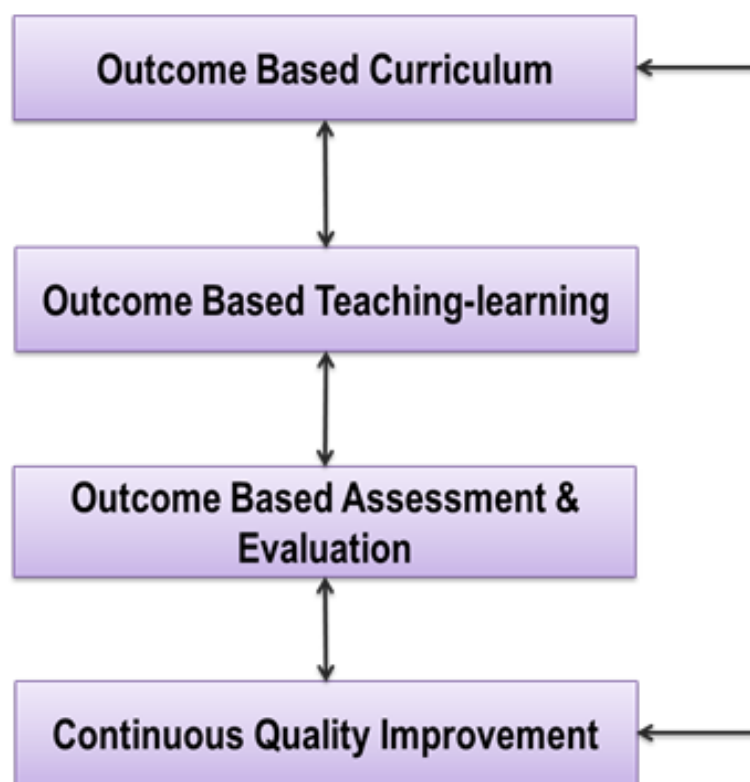 Outcome Based Curriculum
Outcome Based Teaching-learning
Outcome Based Assessment &
Evaluation
Continuous Quality Improvement